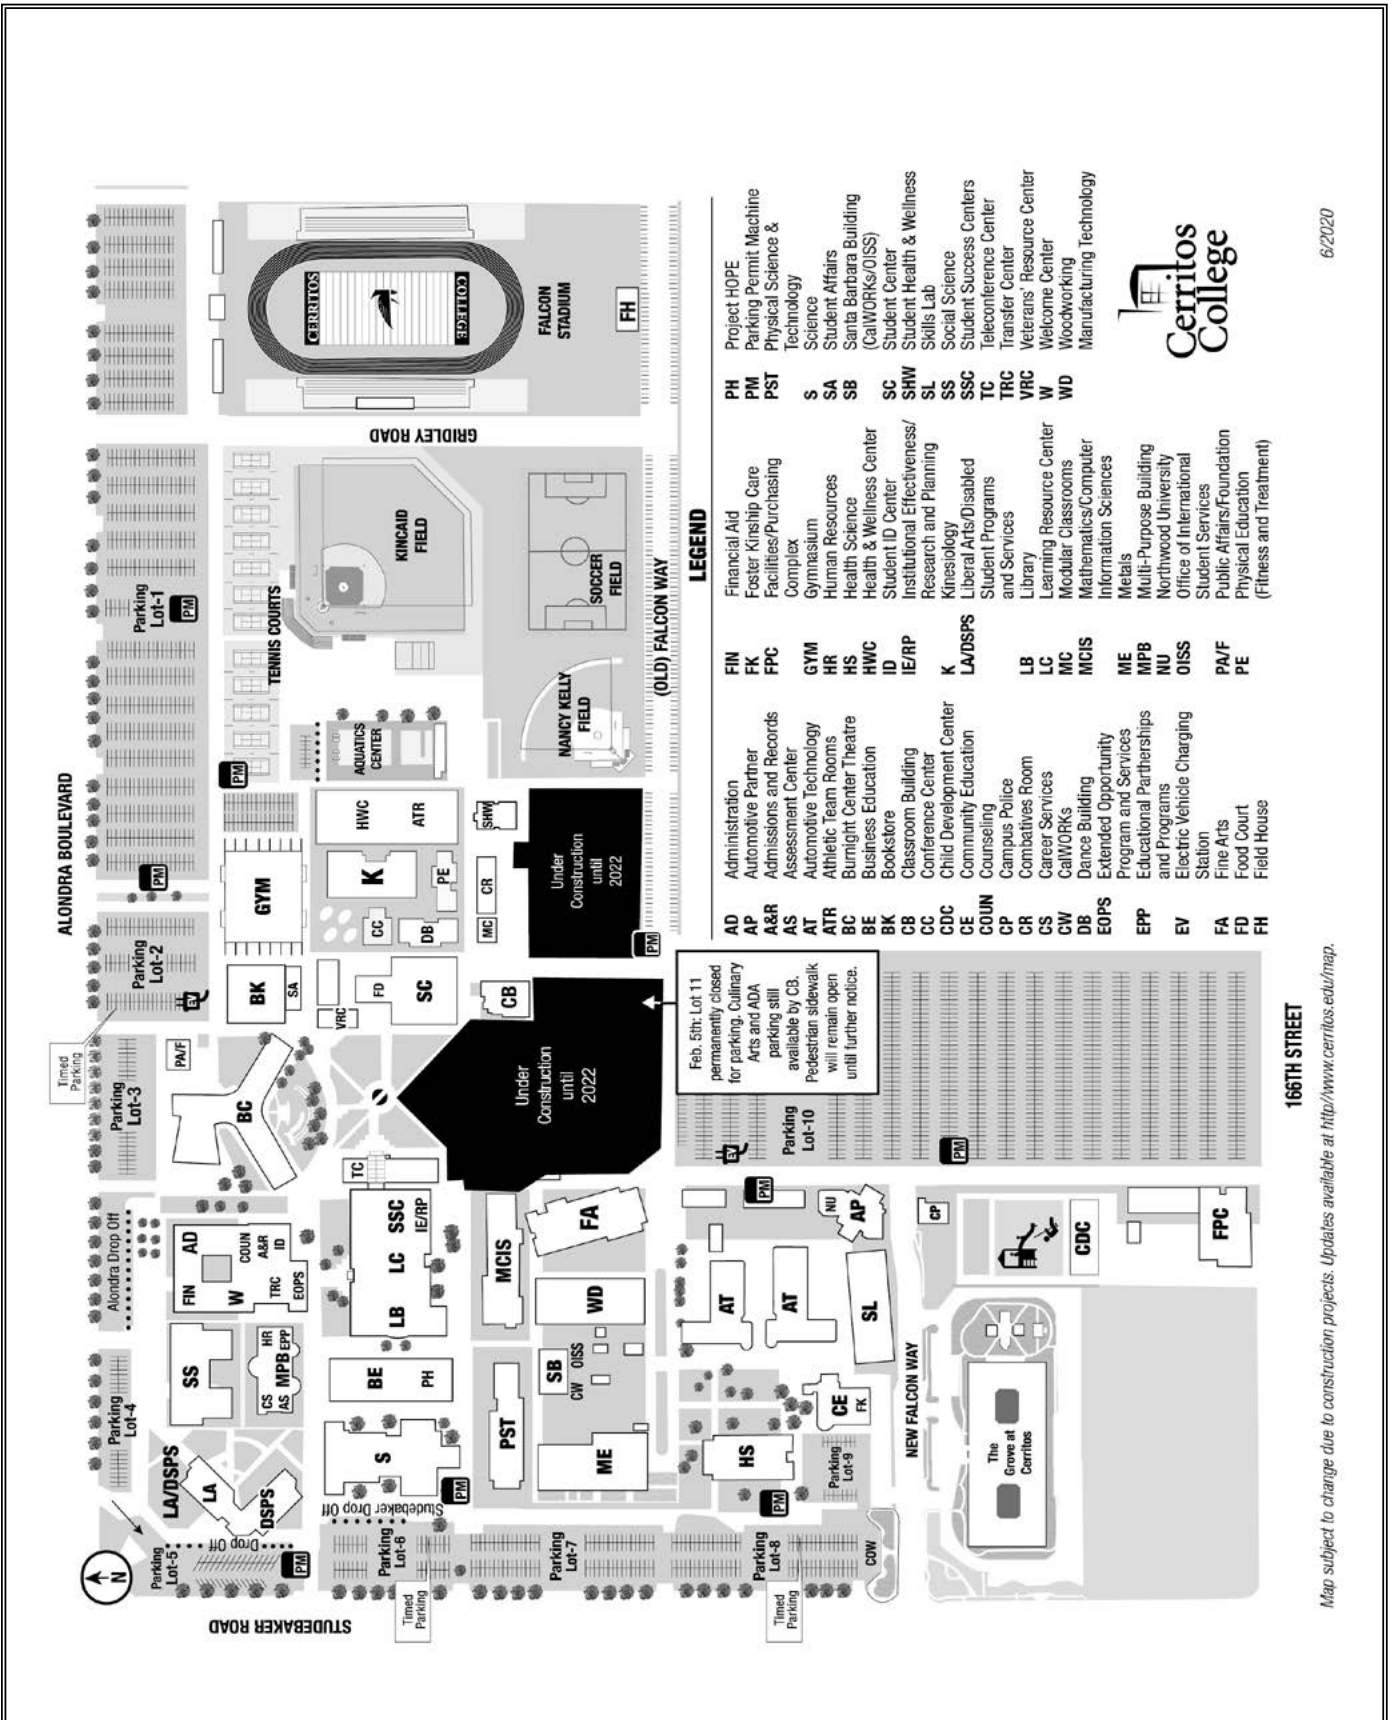 ALONDRA BOULEVARD
Timed
Parking
Alondra Drop Off
Parking
Lot-4
Parking
Lot-3
Parking
Lot-2
EV
PM
Parking
Lot-1
PM
N
Parking
Lot-5
Drop Off
PM
LA/DSPS
LA
DSPS
SS
CS
AS
MPB
HR
EPP
FIN
AD
W
COUN
A&R
ID
TRC
EOPS
BC
PA/F
BK
SA
GYM
PM
TENNIS COURTS
KINCAID
FIELD
GRIDLEY ROAD
CERRITOS
COLLEGE
FALCON
STADIUM
FH
STUDEBAKER ROAD
Parking
Lot-6
Timed
Parking
Studebaker Drop Off
PM
S
BE
PH
LB
LC
SSC
IE/RP
TC
VRC
FD
SC
CC
K
DB
PE
HWC
ATR
AQUATICS
CENTER
NANCY KELLY
FIELD
SOCCER
FIELD
(OLD) FALCON WAY
Parking
Lot-7
PST
ME
SB
CW
OISS
WD
MCIS
FA
Under
Construction
until
2022
CB
MC
CR
SHW
Under
Construction
until
2022
PM
Parking
Lot-8
Timed
Parking
COW
PM
HS
Parking
Lot-9
CE
FK
AT
AT
SL
NU
AP
PM
EV
Parking
Lot-10
PM
Feb. 5th: Lot 11
permanently closed
for parking. Culinary
Arts and ADA
parking still
available by CB.
Pedestrian sidewalk
will remain open
until further notice.
NEW FALCON WAY
The
Grove at
Cerritos
CP
CDC
FPC
166TH STREET
LEGEND
AD Administration
AP Automotive Partner
A&R Admissions and Records
AS Assessment Center
AT Automotive Technology
ATR Athletic Team Rooms
BC Burnight Center Theatre
BE Business Education
BK Bookstore
CB Classroom Building
CC Conference Center
CDC Child Development Center
CE Community Education
COUN Counseling
CP Campus Police
CR Combatives Room
CS Career Services
CW CalWORKs
DB Dance Building
EOPS Extended Opportunity
Program and Services
EPP Educational Partnerships
and Programs
EV Electric Vehicle Charging
Station
FA Fine Arts
FD Food Court
FH Field House
FIN Financial Aid
FK Foster Kinship Care
FPC Facilities/Purchasing
Complex
GYM Gymnasium
HR Human Resources
HS Health Science
HWC Health & Wellness Center
ID Student ID Center
IE/RP Institutional Effectiveness/
Research and Planning
K Kinesiology
LA/DSPS Liberal Arts/Disabled
Student Programs
and Services
LB Library
LC Learning Resource Center
MC Modular Classrooms
MCIS Mathematics/Computer
Information Sciences
ME Metals
MPB Multi-Purpose Building
NU Northwood University
OISS Office of International
Student Services
PA/F Public Affairs/Foundation
PE Physical Education
(Fitness and Treatment)
PH Project HOPE
PM Parking Permit Machine
PST Physical Science &
Technology
S Science
SA Student Affairs
SB Santa Barbara Building
(CalWORKs/OISS)
SC Student Center
SHW Student Health & Wellness
SL Skills Lab
SS Social Science
SSC Student Success Centers
TC Teleconference Center
TRC Transfer Center
VRC Veterans' Resource Center
W Welcome Center
WD Woodworking
Manufacturing Technology
Cerritos
College
Map subject to change due to construction projects. Updates available at http//www.cerritos.edu/map.
6/2020